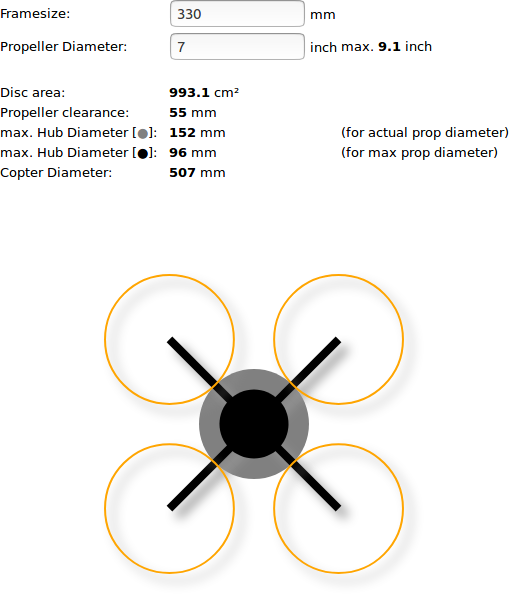 Framesize: 330 mm
Propeller Diameter: 7 inch max. 9.1 inch
Disc area: 993.1 cm²
Propeller clearance: 55 mm
max. Hub Diameter [●]: 152 mm (for actual prop diameter)
max. Hub Diameter [●]: 96 mm (for max prop diameter)
Copter Diameter: 507 mm